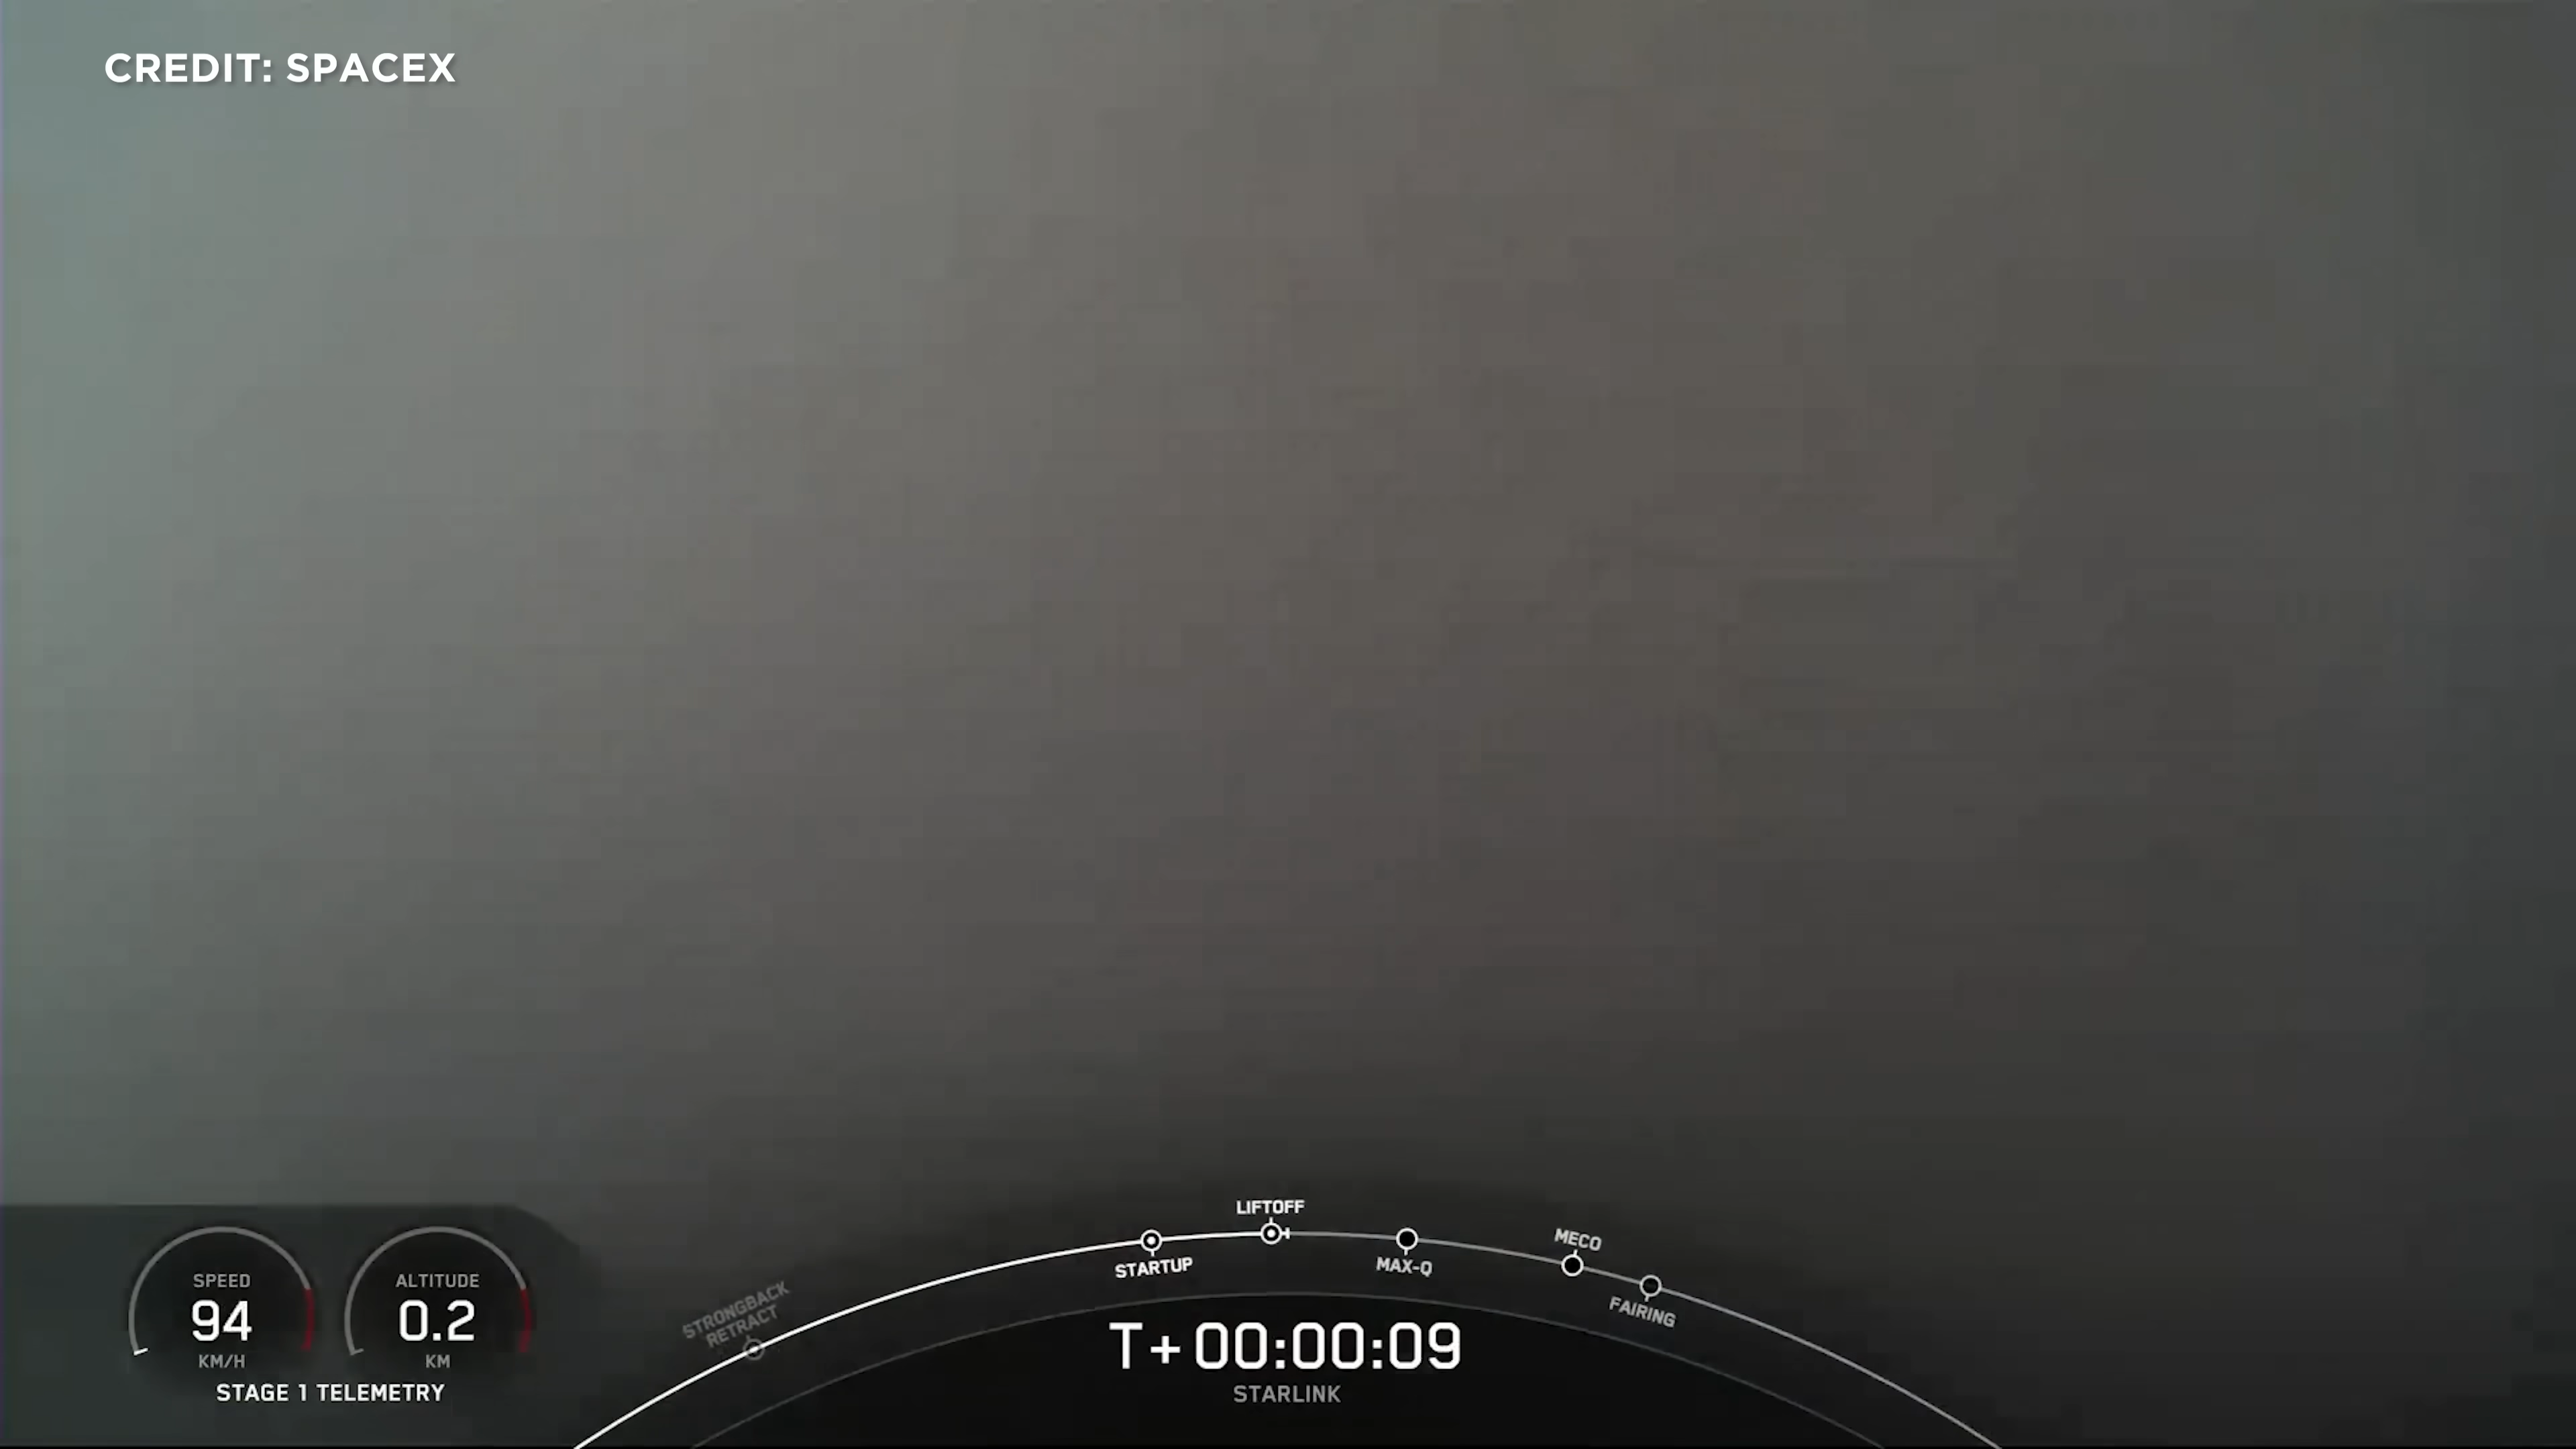 CREDIT: SPACEX
SPEED
94
KM/H
ALTITUDE
0.2
KM
STAGE 1 TELEMETRY
STRONGBACK
RETRACT
STARTUP
LIFTOFF
MAX-Q
MECO
FAIRING
T+00:00:09
STARLINK